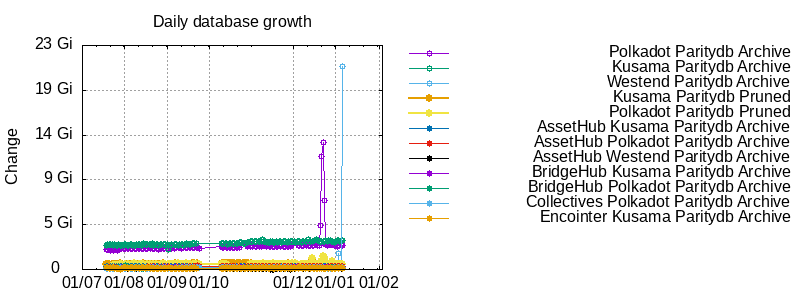 Daily database growth
23 Gi
19 Gi
14 Gi
9 Gi
5 Gi
0
Change
01/07 01/08 01/09 01/10 01/12 01/01 01/02
Polkadot Paritydb Archive
Kusama Paritydb Archive
Westend Paritydb Archive
Kusama Paritydb Pruned
Polkadot Paritydb Pruned
AssetHub Kusama Paritydb Archive
AssetHub Polkadot Paritydb Archive
AssetHub Westend Paritydb Archive
BridgeHub Kusama Paritydb Archive
BridgeHub Polkadot Paritydb Archive
Collectives Polkadot Paritydb Archive
Encointer Kusama Paritydb Archive